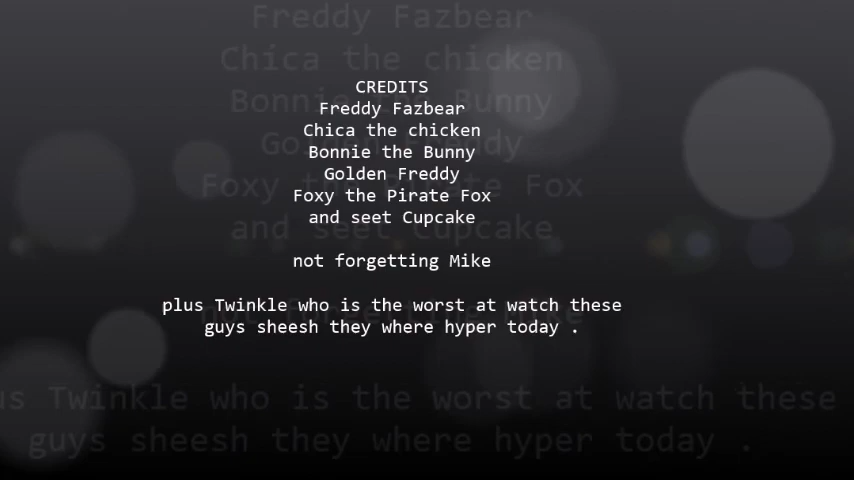 CREDITS
Freddy Fazbear
Chica the chicken
Bonnie the Bunny
Golden Freddy
Foxy the Pirate Fox
and seet Cupcake
not forgetting Mike
plus Twinkle who is the worst at watch these
guys sheesh they where hyper today .